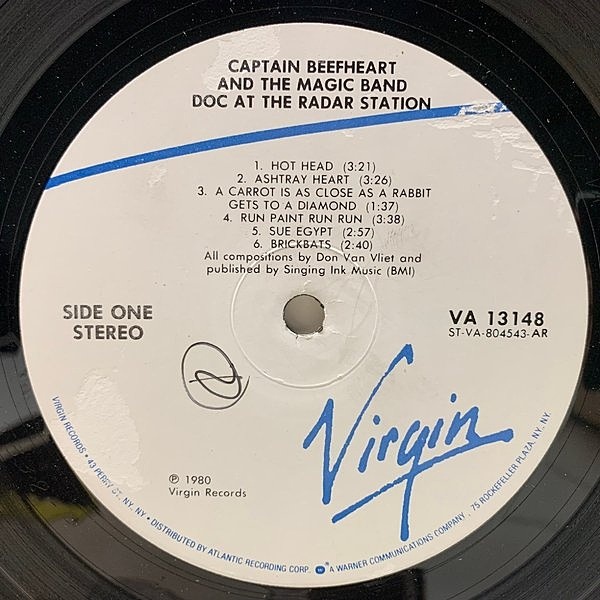 CAPTAIN BEEFHEART
AND THE MAGIC BAND
DOC AT THE RADAR STATION
1. HOT HEAD (3:21)
2. ASHTRAY HEART (3:26)
3. A CARROT IS AS CLOSE AS A RABBIT
GETS TO A DIAMOND (1:37)
4. RUN PAINT RUN RUN (3:38)
5. SUE EGYPT (2:57)
6. BRICKBATS (2:40)
All compositions by Don Van Vliet and
published by Singing Ink Music (BMI)
SIDE ONE
STEREO
VA 13148
ST-VA-804543-AR
Virgin
℗ 1980
Virgin Records
VIRGIN RECORDS • 43 PERRY ST. NY. NY • DISTRIBUTED BY ATLANTIC RECORDING CORP. W ® A WARNER COMMUNICATIONS COMPANY, 75 ROCKEFELLER PLAZA, NY. NY.